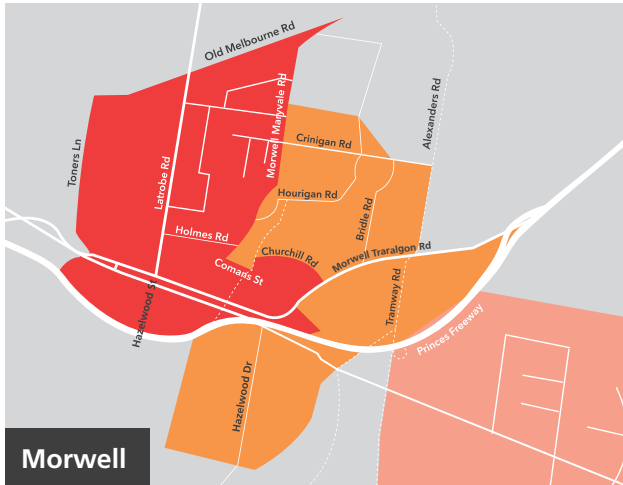 Old Melbourne Rd
Alexanders Rd
Morwell Maryvale Rd
Toners Ln
Crinigan Rd
Latrobe Rd
Hourigan Rd
Bridle Rd
Holmes Rd
Churchill Rd
Morwell Traralgon Rd
Comans St
Hazelwood St
Tramway Rd
Princes Freeway
Hazelwood Dr
Morwell